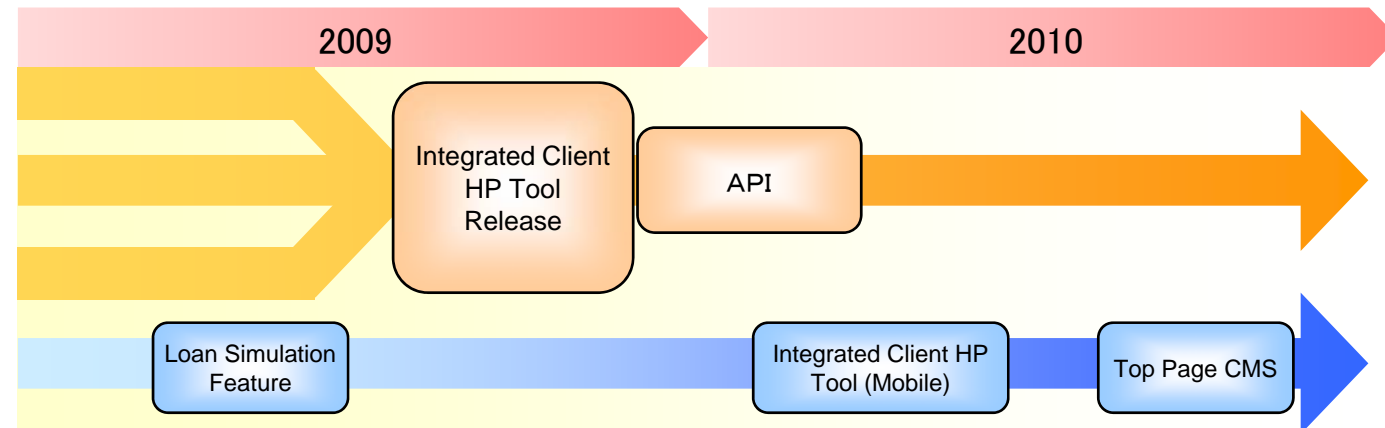 2009
2010
Integrated Client
HP Tool
Release
API
Loan Simulation
Feature
Integrated Client HP
Tool (Mobile)
Top Page CMS